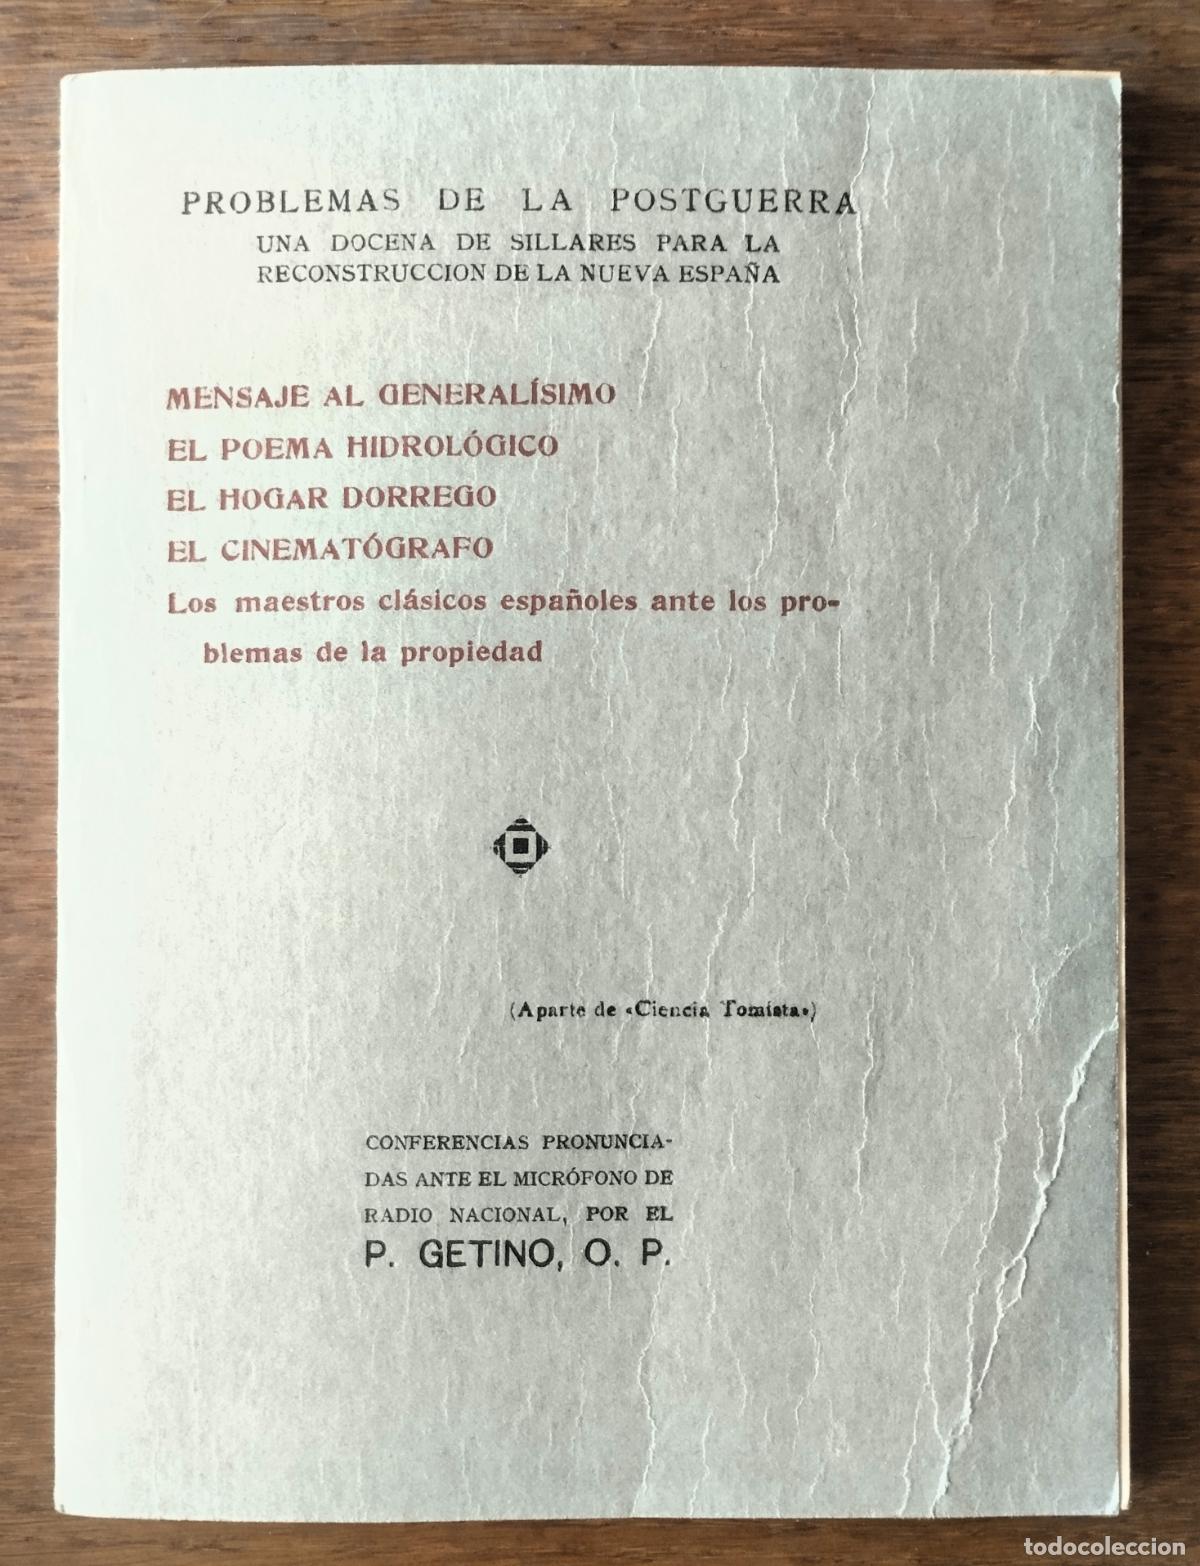 PROBLEMAS DE LA POSTGUERRA
UNA DOCENA DE SILLARES PARA LA
RECONSTRUCCION DE LA NUEVA ESPAÑA
MENSAJE AL GENERALÍSIMO
EL POEMA HIDROLÓGICO
EL HOGAR DORREGO
EL CINEMATÓGRAFO
Los maestros clásicos españoles ante los pro-
blemas de la propiedad
(Aparte de «Ciencia Tomista»)
CONFERENCIAS PRONUNCIA-
DAS ANTE EL MICRÓFONO DE
RADIO NACIONAL, POR EL
P. GETINO, O. P.
todocoleccion